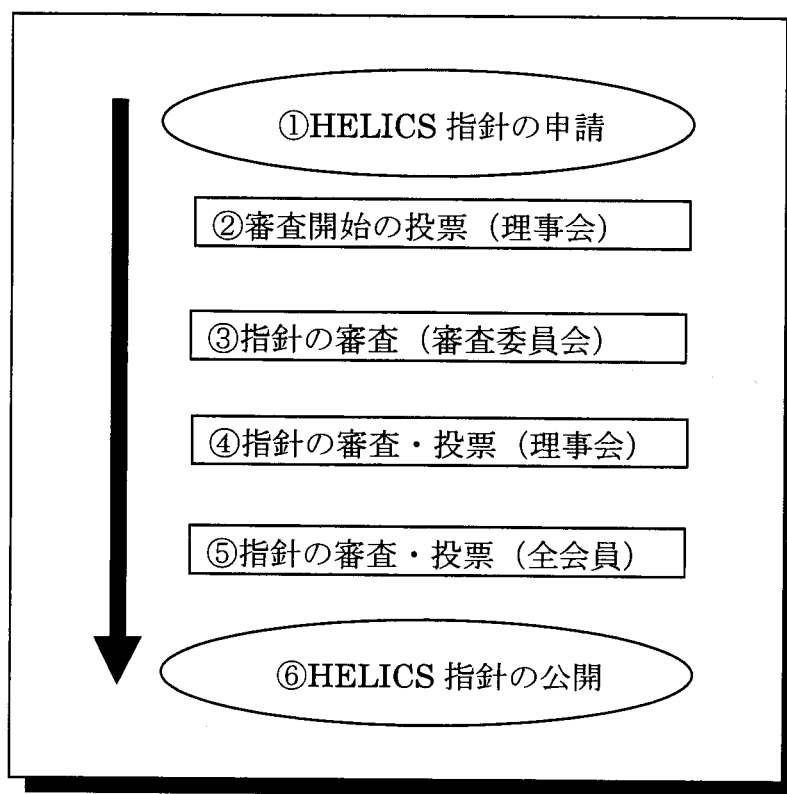 ①HELICS 指針の申請
②審査開始の投票（理事会）
③指針の審査（審査委員会）
④指針の審査・投票（理事会）
⑤指針の審査・投票（全会員）
⑥HELICS 指針の公開